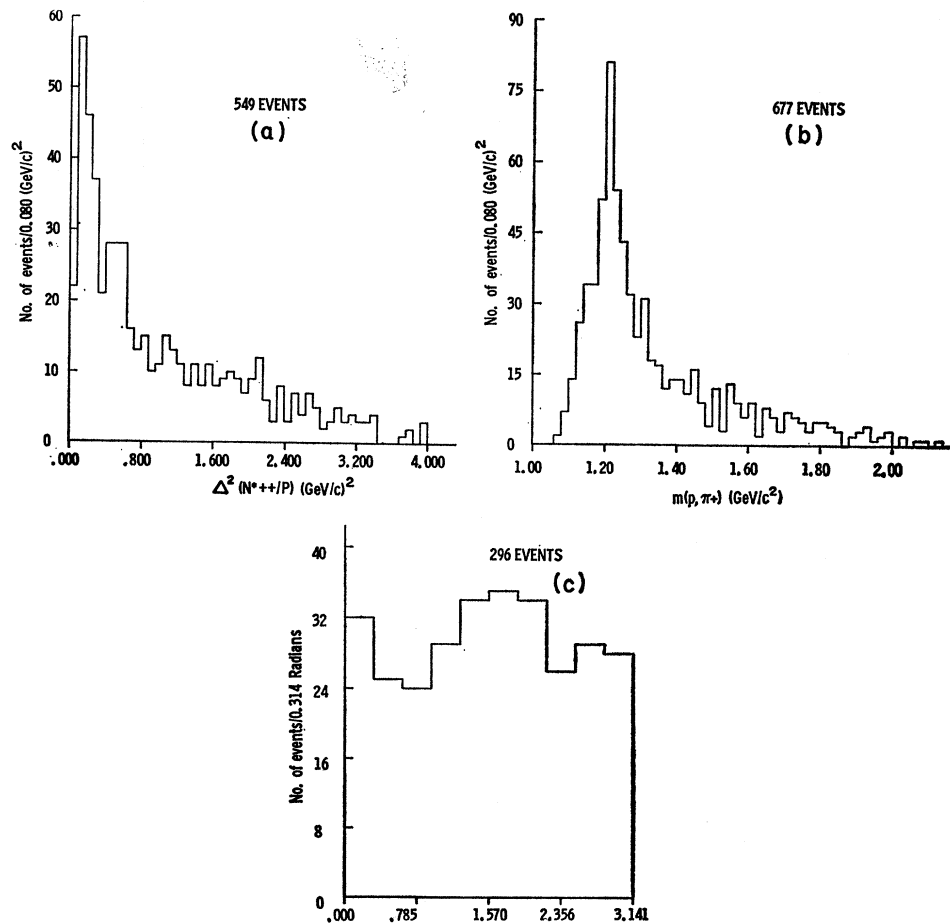 60
50
40
30
20
10
0
No. of events/0.080 (GeV/c)²
549 EVENTS
(a)
.000 .800 1.600 2.400 3.200 4.000
Δ² (N*++/P) (GeV/c)²
90
75
60
45
30
15
0
No. of events/0.080 (GeV/c)²
677 EVENTS
(b)
1.00 1.20 1.40 1.60 1.80 2.00
m(p, π+) (GeV/c²)
40
32
24
16
8
0
No. of events/0.314 Radians
296 EVENTS
(c)
.000 .785 1.570 2.356 3.141